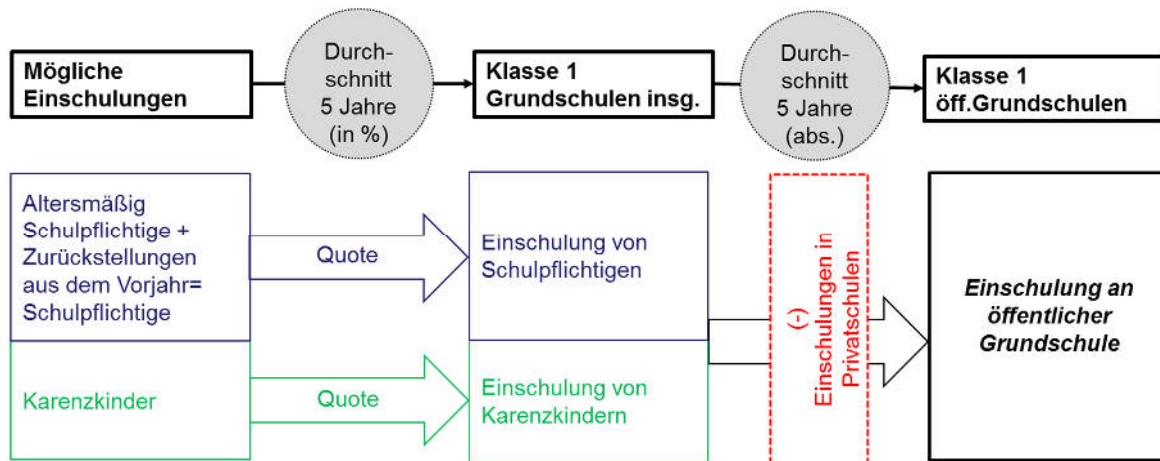 Mögliche
Einschulungen
Durch-
schnitt
5 Jahre
(in %)
Klasse 1
Grundschulen insg.
Durch-
schnitt
5 Jahre
(abs.)
Klasse 1
öff.Grundschulen
Altersmäßig
Schulpflichtige +
Zurückstellungen
aus dem Vorjahr=
Schulpflichtige
Quote
Einschulung von
Schulpflichtigen
(-)
Einschulungen in
Privatschulen
Einschulung an
öffentlicher
Grundschule
Karenzkinder
Quote
Einschulung von
Karenzkindern